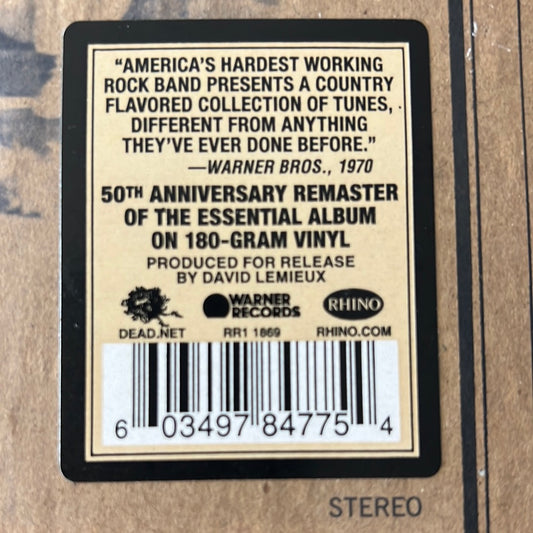 “AMERICA’S HARDEST WORKING
ROCK BAND PRESENTS A COUNTRY
FLAVORED COLLECTION OF TUNES,
DIFFERENT FROM ANYTHING
THEY’VE EVER DONE BEFORE.”
—WARNER BROS., 1970
50TH ANNIVERSARY REMASTER
OF THE ESSENTIAL ALBUM
ON 180-GRAM VINYL
PRODUCED FOR RELEASE
BY DAVID LEMIEUX
WARNER
RECORDS
RHINO
DEAD.NET RR1 1869 RHINO.COM
6 03497 84775 4
STEREO